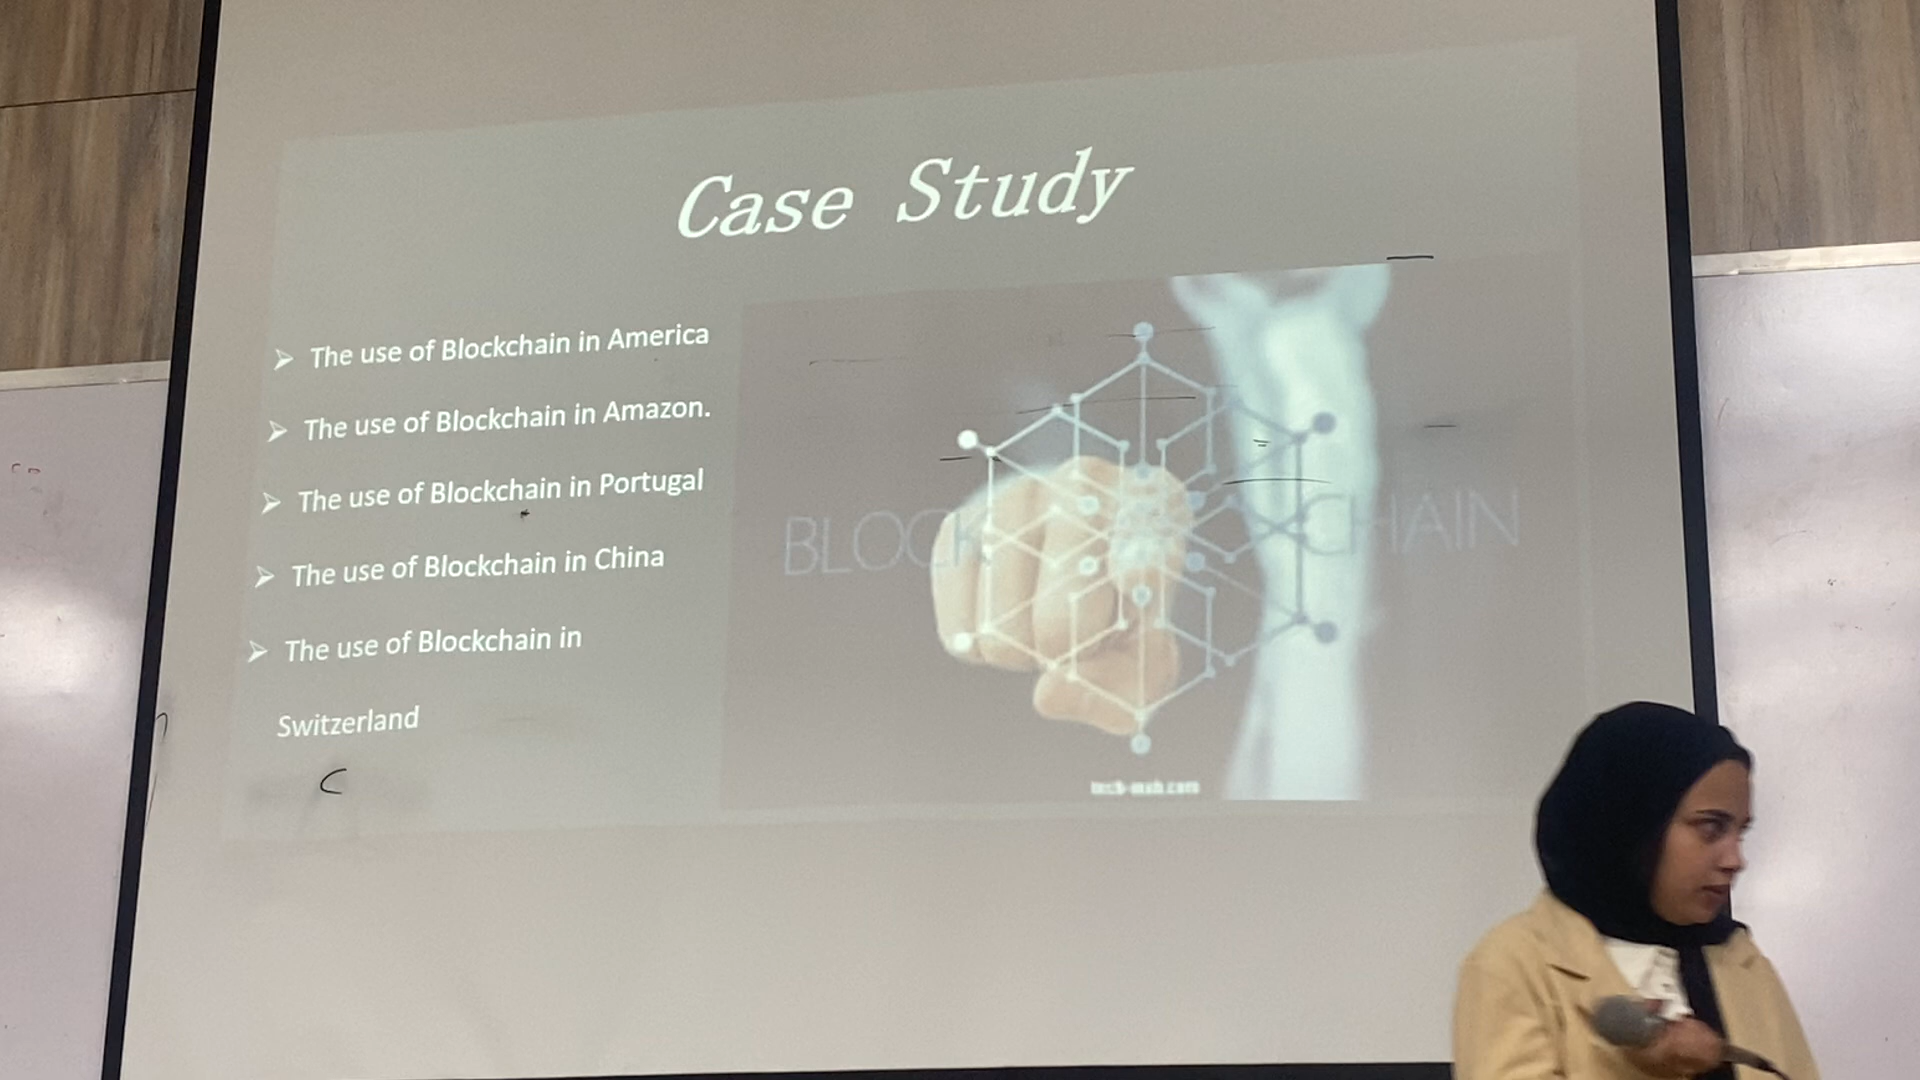 Case Study
The use of Blockchain in America
The use of Blockchain in Amazon.
The use of Blockchain in Portugal
The use of Blockchain in China
The use of Blockchain in
Switzerland
BLOCK CHAIN